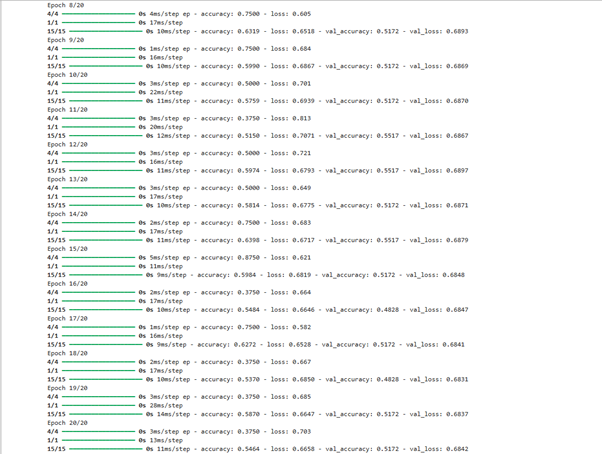 Epoch 8/20
4/4 0s 4ms/step ep - accuracy: 0.7500 - loss: 0.605
1/1 0s 17ms/step
15/15 0s 10ms/step - accuracy: 0.6319 - loss: 0.6518 - val_accuracy: 0.5172 - val_loss: 0.6893
Epoch 9/20
4/4 0s 1ms/step ep - accuracy: 0.7500 - loss: 0.684
1/1 0s 16ms/step
15/15 0s 10ms/step - accuracy: 0.5990 - loss: 0.6867 - val_accuracy: 0.5172 - val_loss: 0.6869
Epoch 10/20
4/4 0s 3ms/step ep - accuracy: 0.5000 - loss: 0.701
1/1 0s 22ms/step
15/15 0s 11ms/step - accuracy: 0.5759 - loss: 0.6939 - val_accuracy: 0.5172 - val_loss: 0.6870
Epoch 11/20
4/4 0s 3ms/step ep - accuracy: 0.3750 - loss: 0.813
1/1 0s 20ms/step
15/15 0s 12ms/step - accuracy: 0.5150 - loss: 0.7071 - val_accuracy: 0.5517 - val_loss: 0.6867
Epoch 12/20
4/4 0s 3ms/step ep - accuracy: 0.5000 - loss: 0.721
1/1 0s 16ms/step
15/15 0s 11ms/step - accuracy: 0.5974 - loss: 0.6793 - val_accuracy: 0.5517 - val_loss: 0.6897
Epoch 13/20
4/4 0s 3ms/step ep - accuracy: 0.5000 - loss: 0.649
1/1 0s 17ms/step
15/15 0s 10ms/step - accuracy: 0.5814 - loss: 0.6775 - val_accuracy: 0.5172 - val_loss: 0.6871
Epoch 14/20
4/4 0s 2ms/step ep - accuracy: 0.7500 - loss: 0.683
1/1 0s 17ms/step
15/15 0s 11ms/step - accuracy: 0.6398 - loss: 0.6717 - val_accuracy: 0.5517 - val_loss: 0.6879
Epoch 15/20
4/4 0s 5ms/step ep - accuracy: 0.8750 - loss: 0.621
1/1 0s 11ms/step
15/15 0s 9ms/step - accuracy: 0.5984 - loss: 0.6819 - val_accuracy: 0.5172 - val_loss: 0.6848
Epoch 16/20
4/4 0s 2ms/step ep - accuracy: 0.3750 - loss: 0.664
1/1 0s 17ms/step
15/15 0s 10ms/step - accuracy: 0.5484 - loss: 0.6646 - val_accuracy: 0.4828 - val_loss: 0.6847
Epoch 17/20
4/4 0s 1ms/step ep - accuracy: 0.7500 - loss: 0.582
1/1 0s 16ms/step
15/15 0s 9ms/step - accuracy: 0.6272 - loss: 0.6528 - val_accuracy: 0.5172 - val_loss: 0.6841
Epoch 18/20
4/4 0s 2ms/step ep - accuracy: 0.3750 - loss: 0.667
1/1 0s 17ms/step
15/15 0s 10ms/step - accuracy: 0.5370 - loss: 0.6850 - val_accuracy: 0.4828 - val_loss: 0.6831
Epoch 19/20
4/4 0s 3ms/step ep - accuracy: 0.3750 - loss: 0.685
1/1 0s 28ms/step
15/15 0s 14ms/step - accuracy: 0.5870 - loss: 0.6647 - val_accuracy: 0.5172 - val_loss: 0.6837
Epoch 20/20
4/4 0s 3ms/step ep - accuracy: 0.3750 - loss: 0.703
1/1 0s 13ms/step
15/15 0s 11ms/step - accuracy: 0.5464 - loss: 0.6658 - val_accuracy: 0.5172 - val_loss: 0.6842